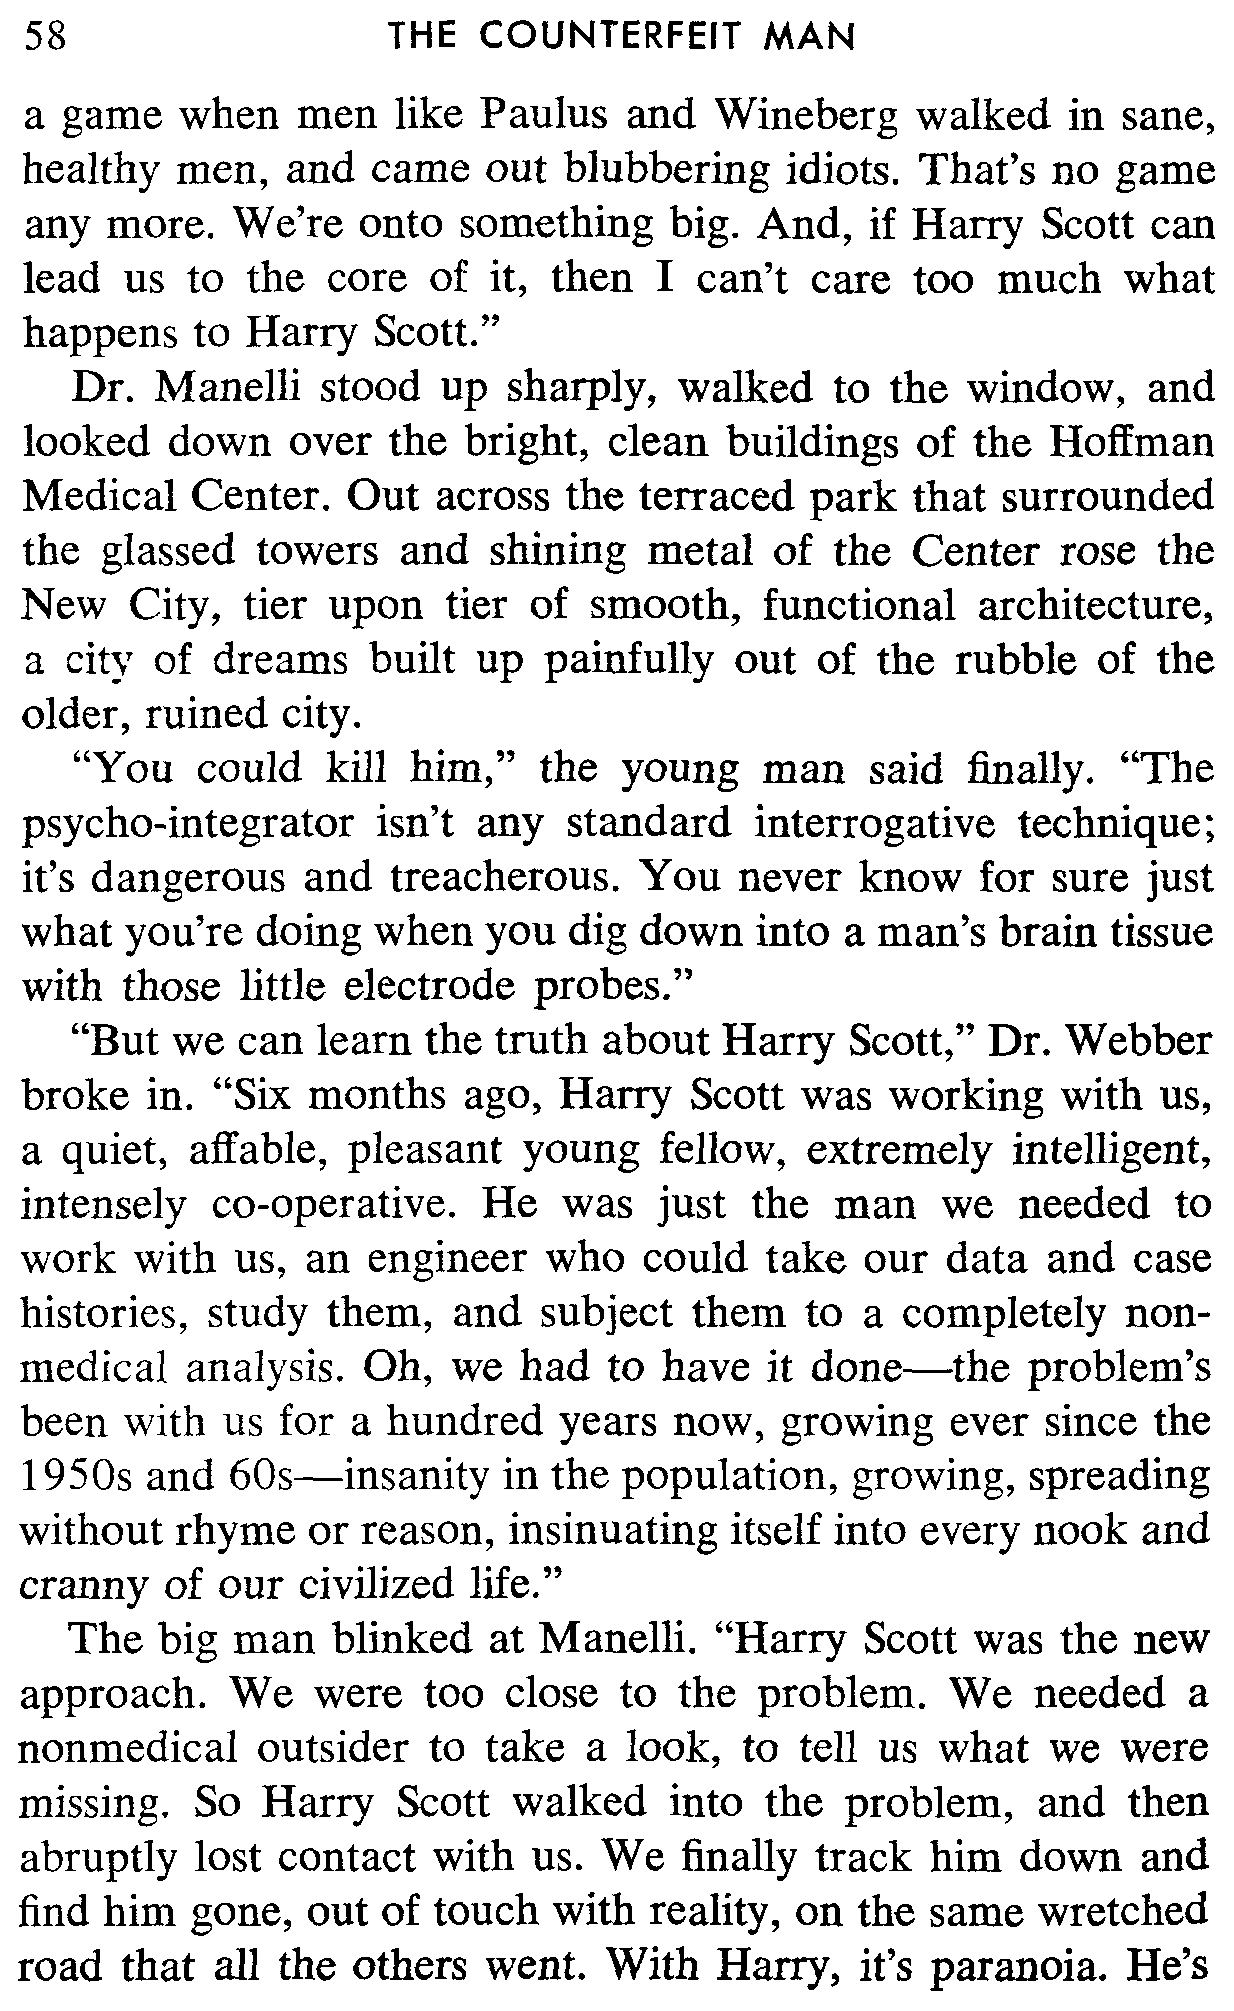 58 THE COUNTERFEIT MAN
a game when men like Paulus and Wineberg walked in sane,
healthy men, and came out blubbering idiots. That's no game
any more. We're onto something big. And, if Harry Scott can
lead us to the core of it, then I can't care too much what
happens to Harry Scott."
Dr. Manelli stood up sharply, walked to the window, and
looked down over the bright, clean buildings of the Hoffman
Medical Center. Out across the terraced park that surrounded
the glassed towers and shining metal of the Center rose the
New City, tier upon tier of smooth, functional architecture,
a city of dreams built up painfully out of the rubble of the
older, ruined city.
"You could kill him," the young man said finally. "The
psycho-integrator isn't any standard interrogative technique;
it's dangerous and treacherous. You never know for sure just
what you're doing when you dig down into a man's brain tissue
with those little electrode probes."
"But we can learn the truth about Harry Scott," Dr. Webber
broke in. "Six months ago, Harry Scott was working with us,
a quiet, affable, pleasant young fellow, extremely intelligent,
intensely co-operative. He was just the man we needed to
work with us, an engineer who could take our data and case
histories, study them, and subject them to a completely non-
medical analysis. Oh, we had to have it done—the problem's
been with us for a hundred years now, growing ever since the
1950s and 60s—insanity in the population, growing, spreading
without rhyme or reason, insinuating itself into every nook and
cranny of our civilized life."
The big man blinked at Manelli. "Harry Scott was the new
approach. We were too close to the problem. We needed a
nonmedical outsider to take a look, to tell us what we were
missing. So Harry Scott walked into the problem, and then
abruptly lost contact with us. We finally track him down and
find him gone, out of touch with reality, on the same wretched
road that all the others went. With Harry, it's paranoia. He's